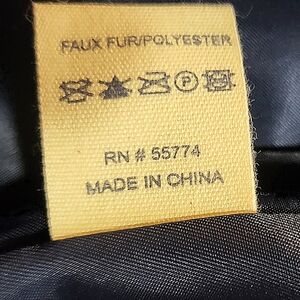 FAUX FUR/POLYESTER
P
RN # 55774
MADE IN CHINA